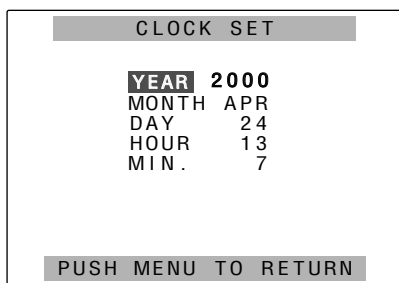 CLOCK SET
YEAR 2000
MONTH APR
DAY 24
HOUR 13
MIN. 7
PUSH MENU TO RETURN